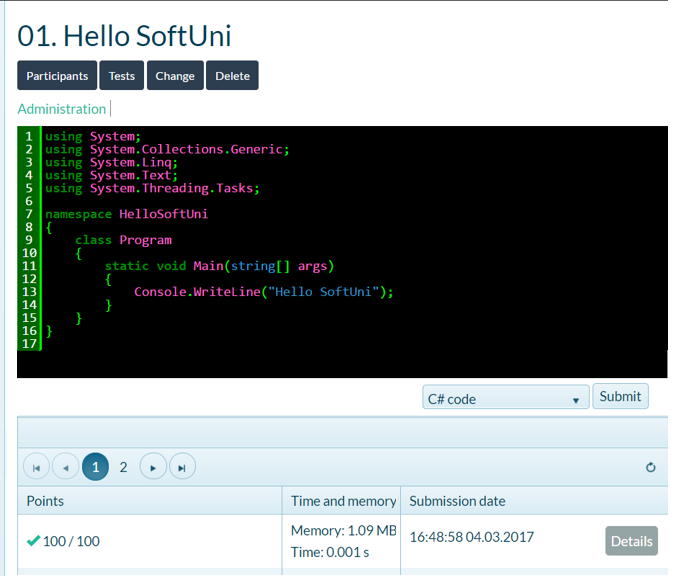 01. Hello SoftUni
Participants Tests Change Delete
Administration
1 using System;
2 using System.Collections.Generic;
3 using System.Linq;
4 using System.Text;
5 using System.Threading.Tasks;
6
7 namespace HelloSoftUni
8 {
9 class Program
10 {
11 static void Main(string[] args)
12 {
13 Console.WriteLine("Hello SoftUni");
14 }
15 }
16 }
17
C# code Submit
1 2
Points Time and memory Submission date
100 / 100 Memory: 1.09 MB 16:48:58 04.03.2017 Details
Time: 0.001 s